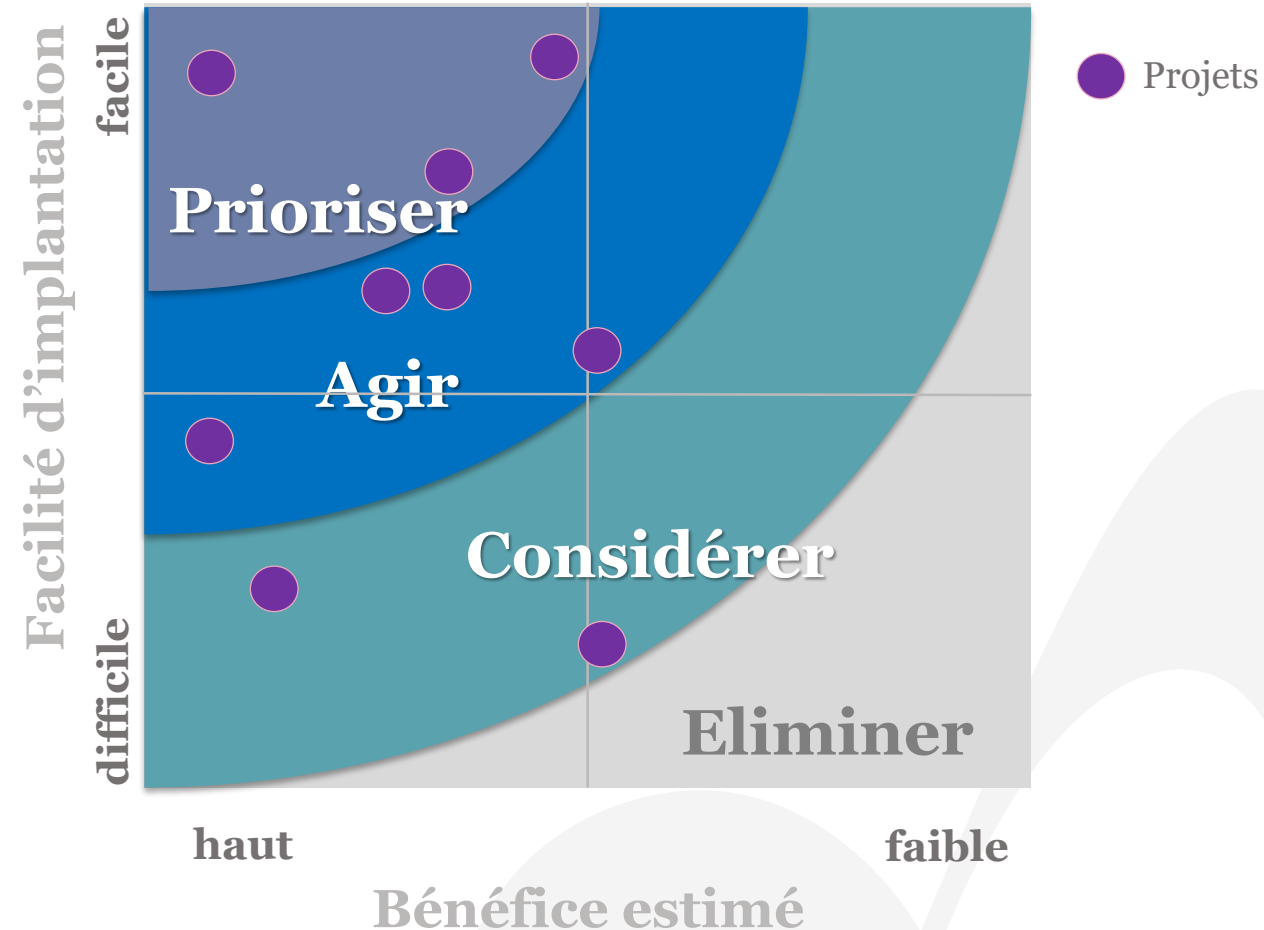 Facilité d'implantation
facile
difficile
Projets
Prioriser
Agir
Considérer
Eliminer
haut
faible
Bénéfice estimé